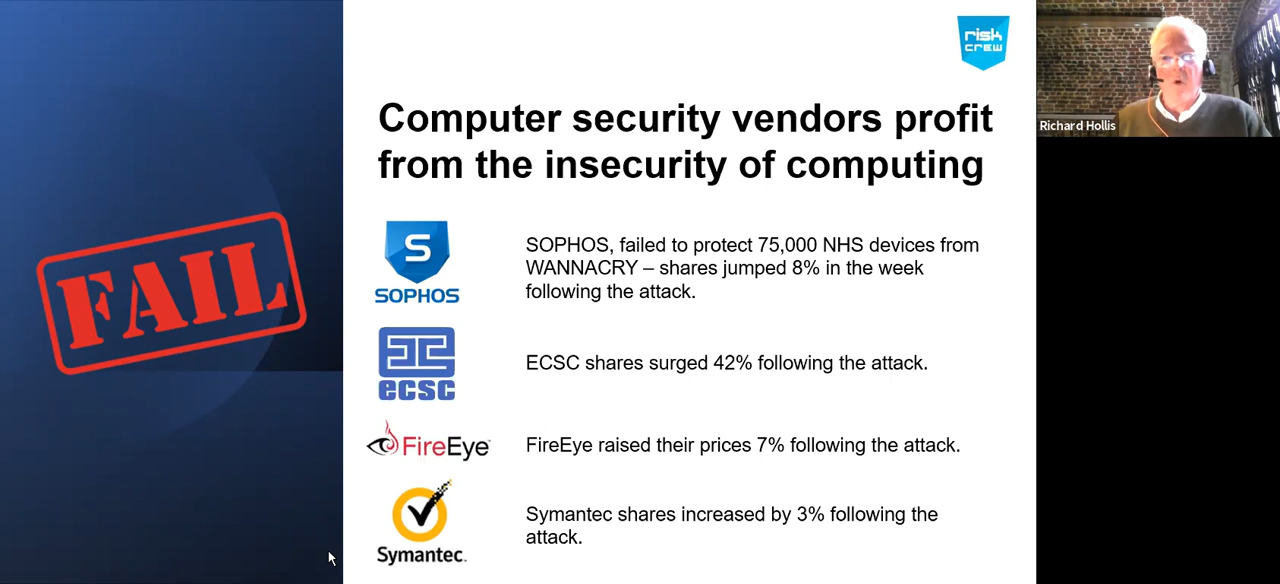 risk
crew
Richard Hollis
Computer security vendors profit
from the insecurity of computing
FAIL
S
SOPHOS
SOPHOS, failed to protect 75,000 NHS devices from
WANNACRY – shares jumped 8% in the week
following the attack.
ecsc
ECSC shares surged 42% following the attack.
FireEye™
FireEye raised their prices 7% following the attack.
Symantec.
Symantec shares increased by 3% following the
attack.